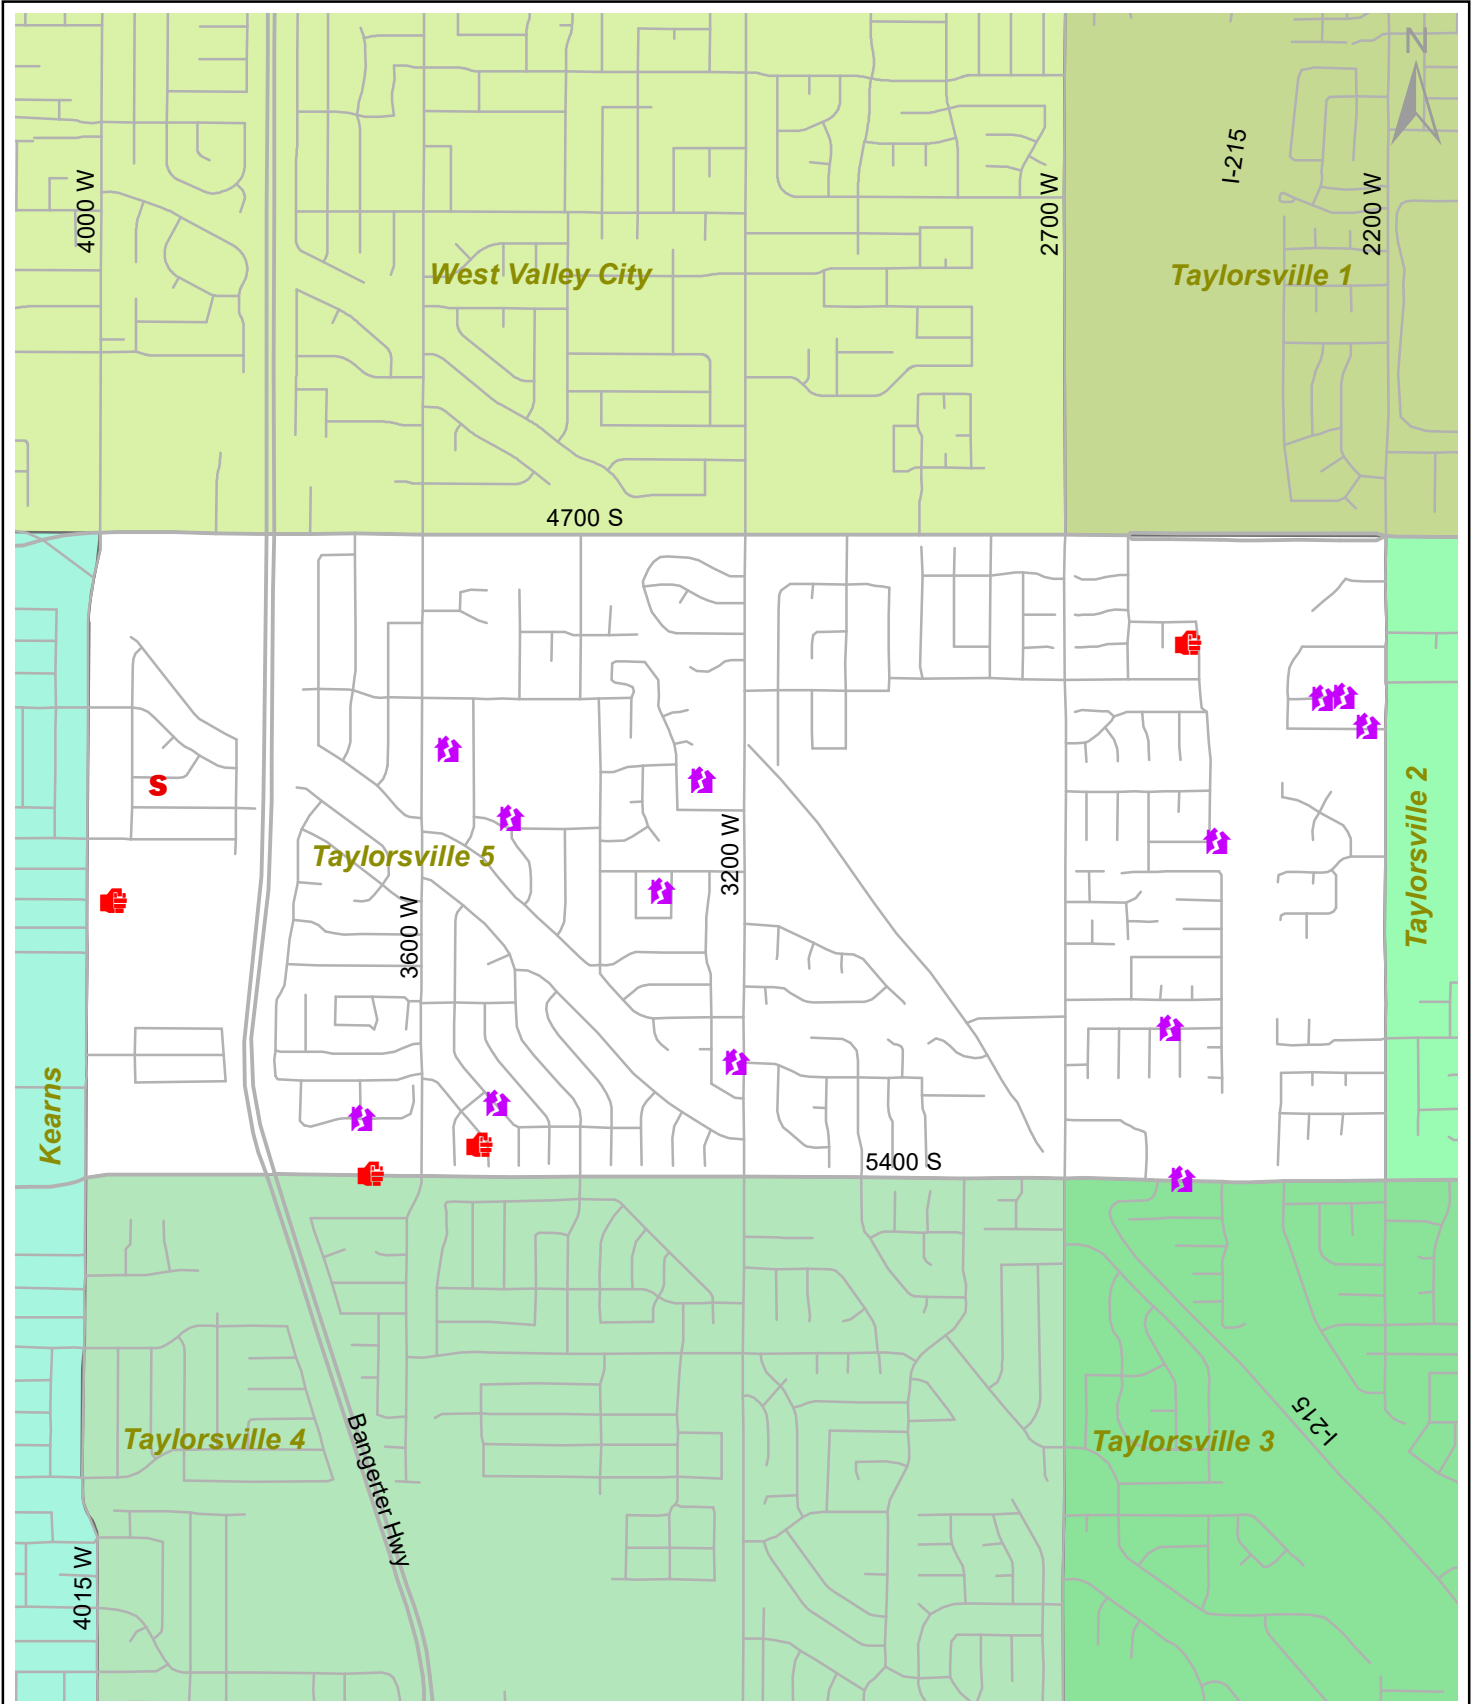 N
I-215
4000 W
2700 W
2200 W
West Valley City
Taylorsville 1
4700 S
S
Taylorsville 5
3200 W
Taylorsville 2
3600 W
Kearns
5400 S
Taylorsville 4
Bangerter Hwy
Taylorsville 3
I-215
4015 W